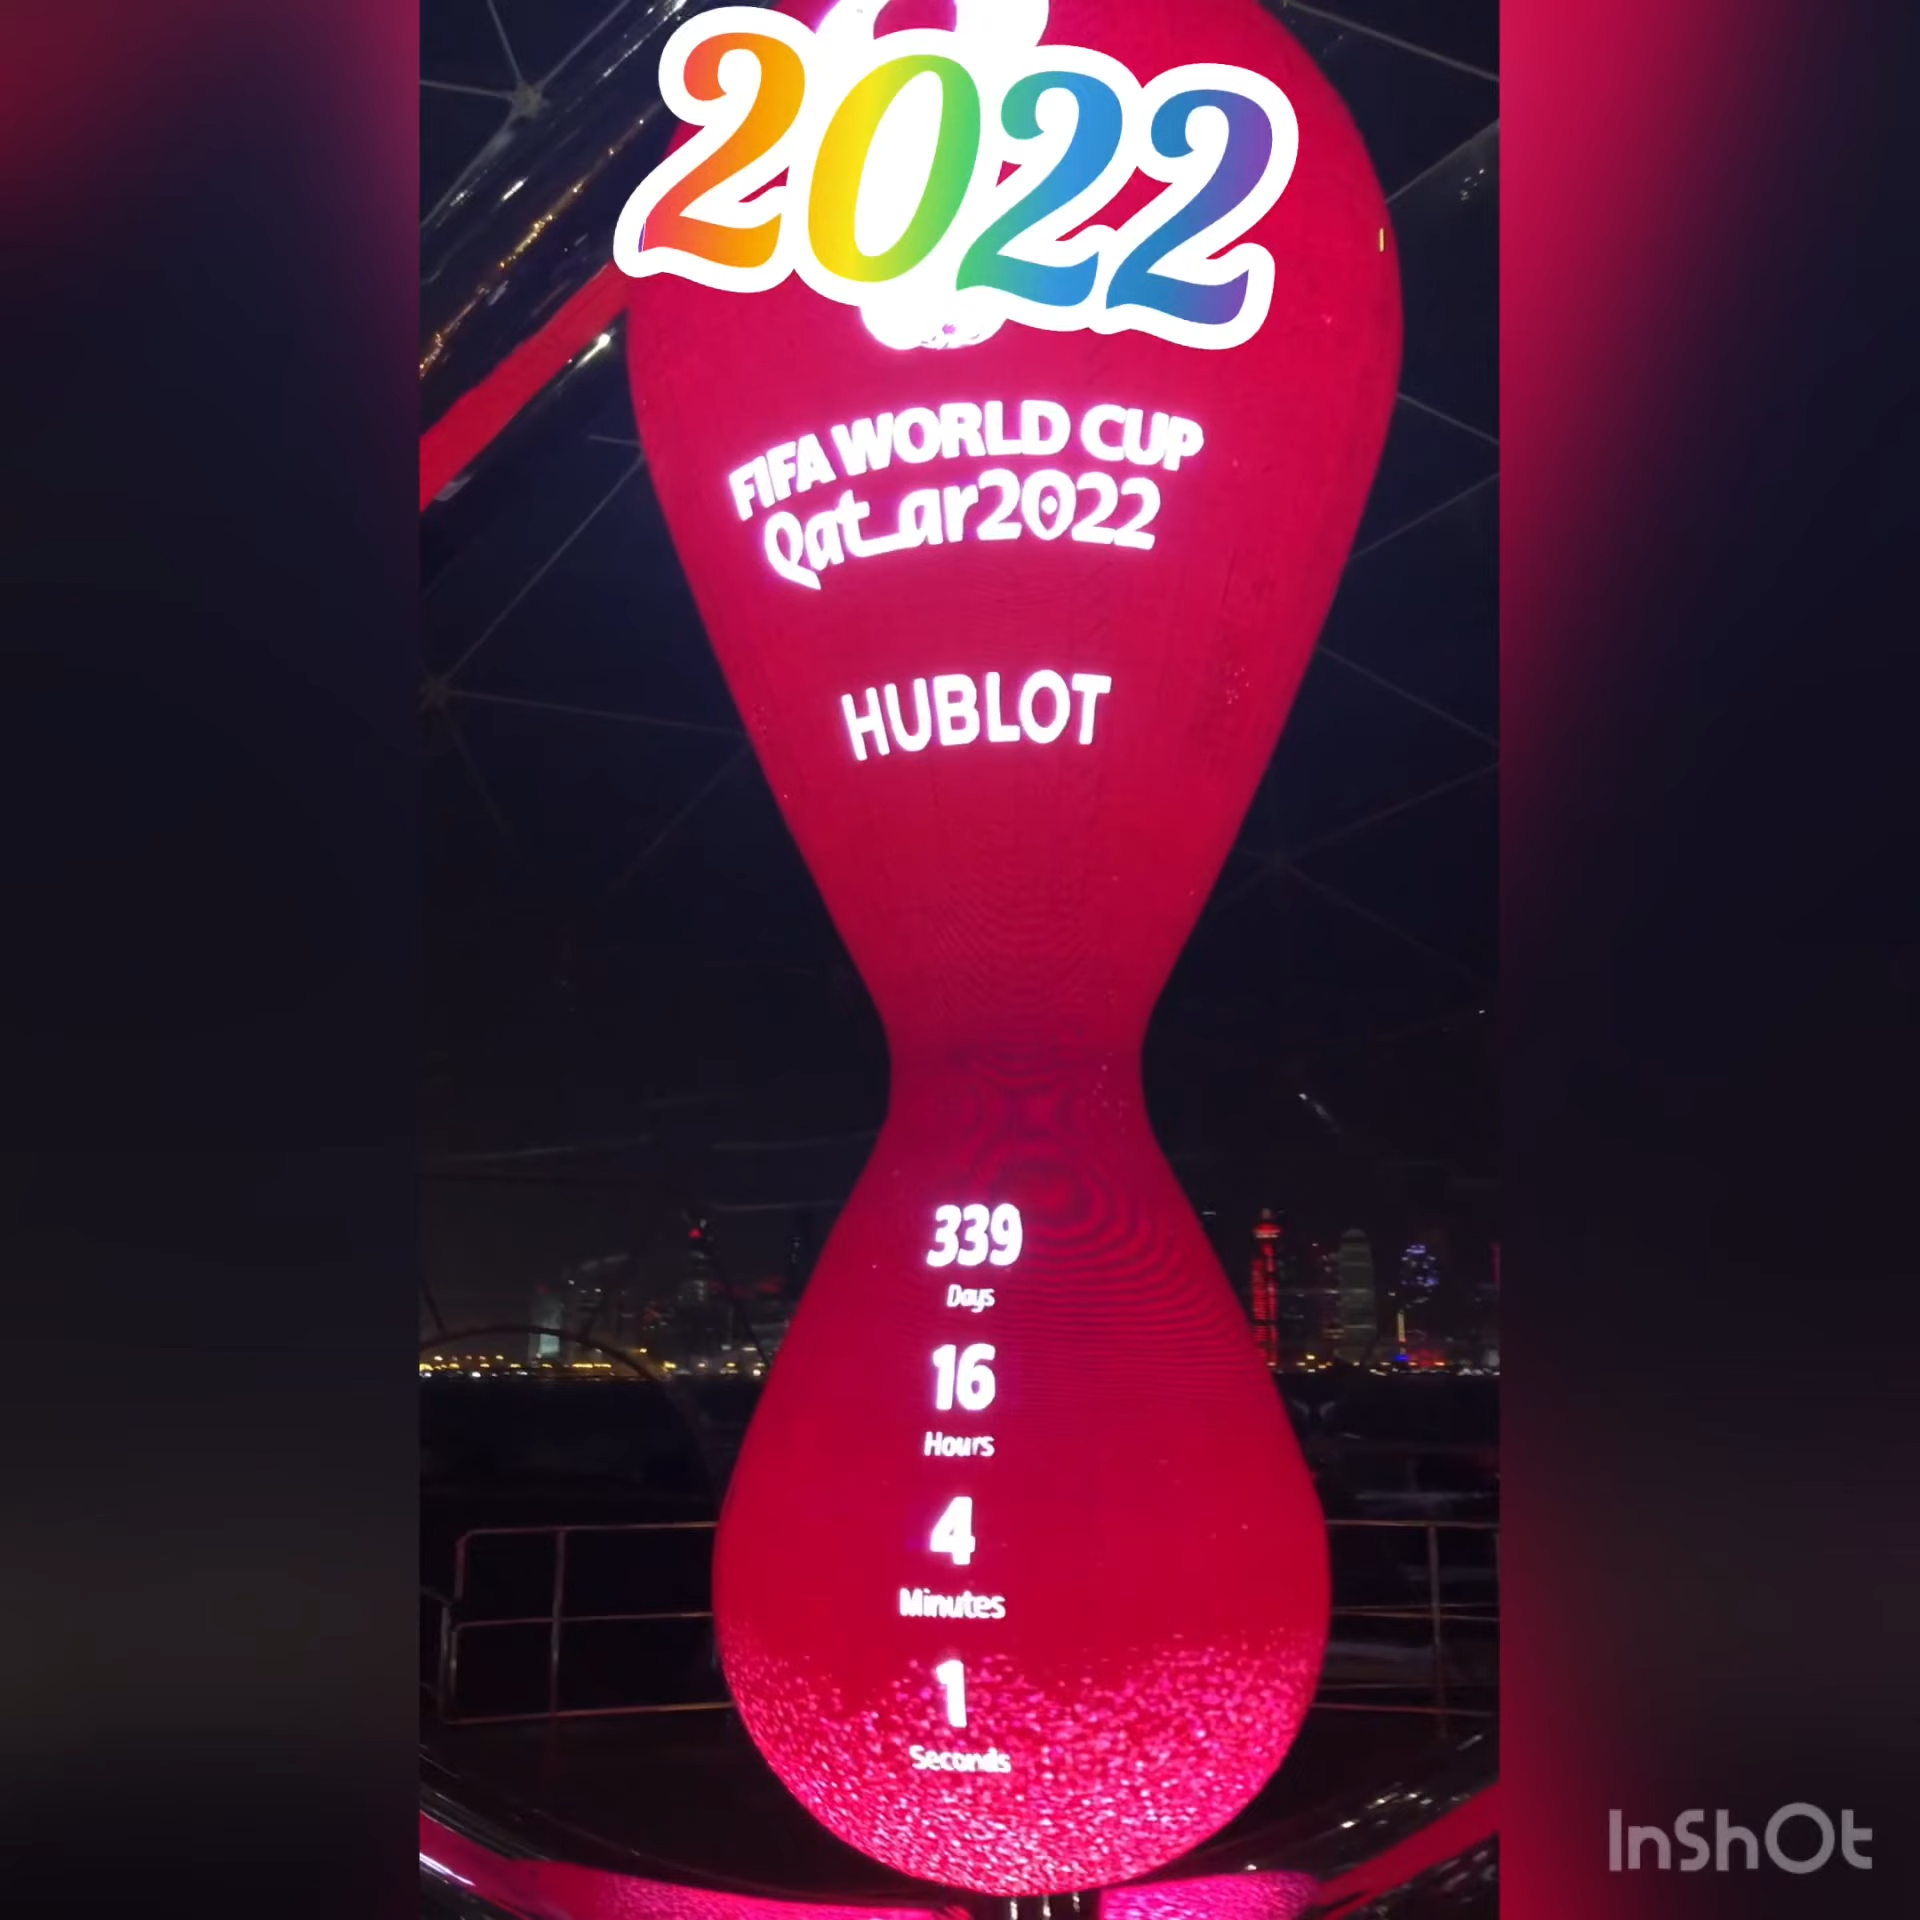 2022
FIFA WORLD CUP
Qatar2022
HUBLOT
339
Days
16
Hours
4
Minutes
1
Seconds
InShOt